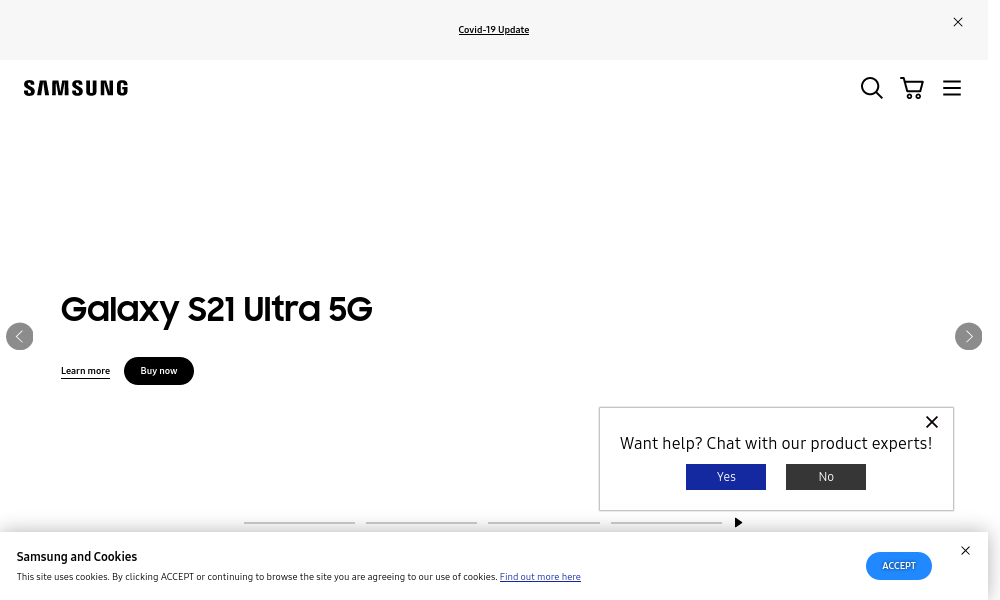 Covid-19 Update
SAMSUNG
Galaxy S21 Ultra 5G
Learn more
Buy now
Want help? Chat with our product experts!
Yes
No
Samsung and Cookies
This site uses cookies. By clicking ACCEPT or continuing to browse the site you are agreeing to our use of cookies. Find out more here
ACCEPT